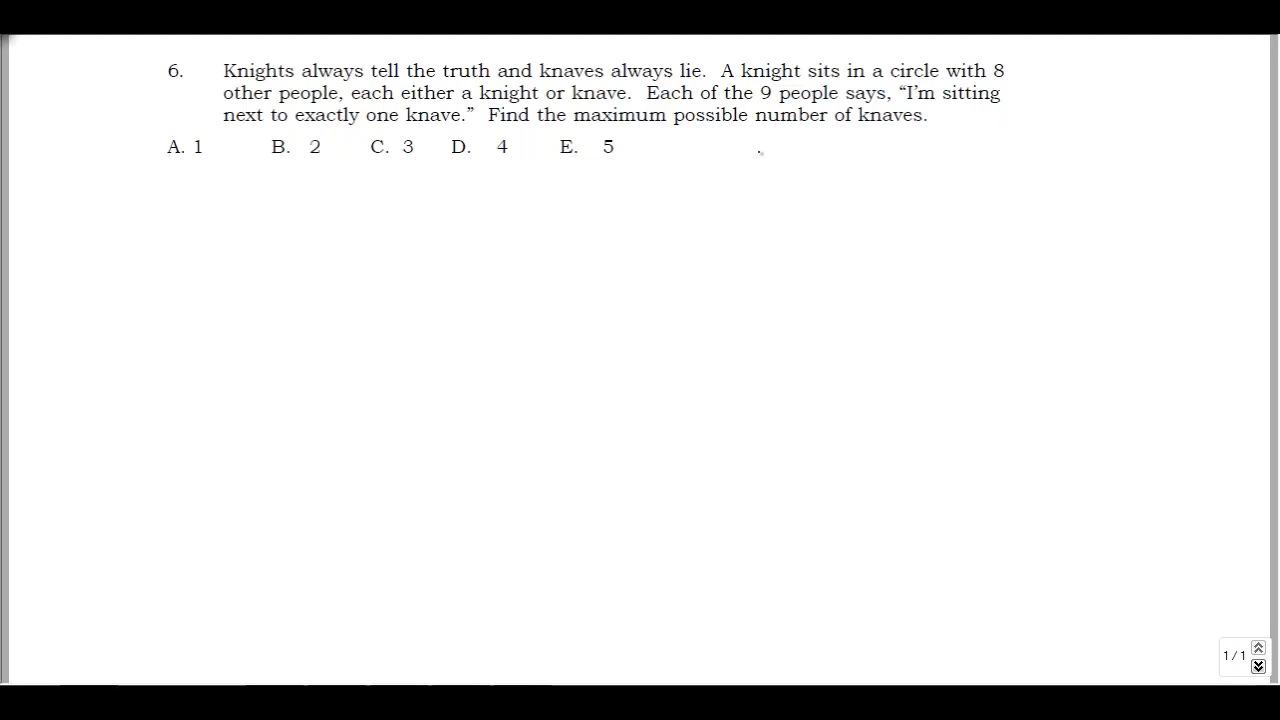 6. Knights always tell the truth and knaves always lie. A knight sits in a circle with 8
other people, each either a knight or knave. Each of the 9 people says, “I’m sitting
next to exactly one knave.” Find the maximum possible number of knaves.
A. 1 B. 2 C. 3 D. 4 E. 5
1 / 1